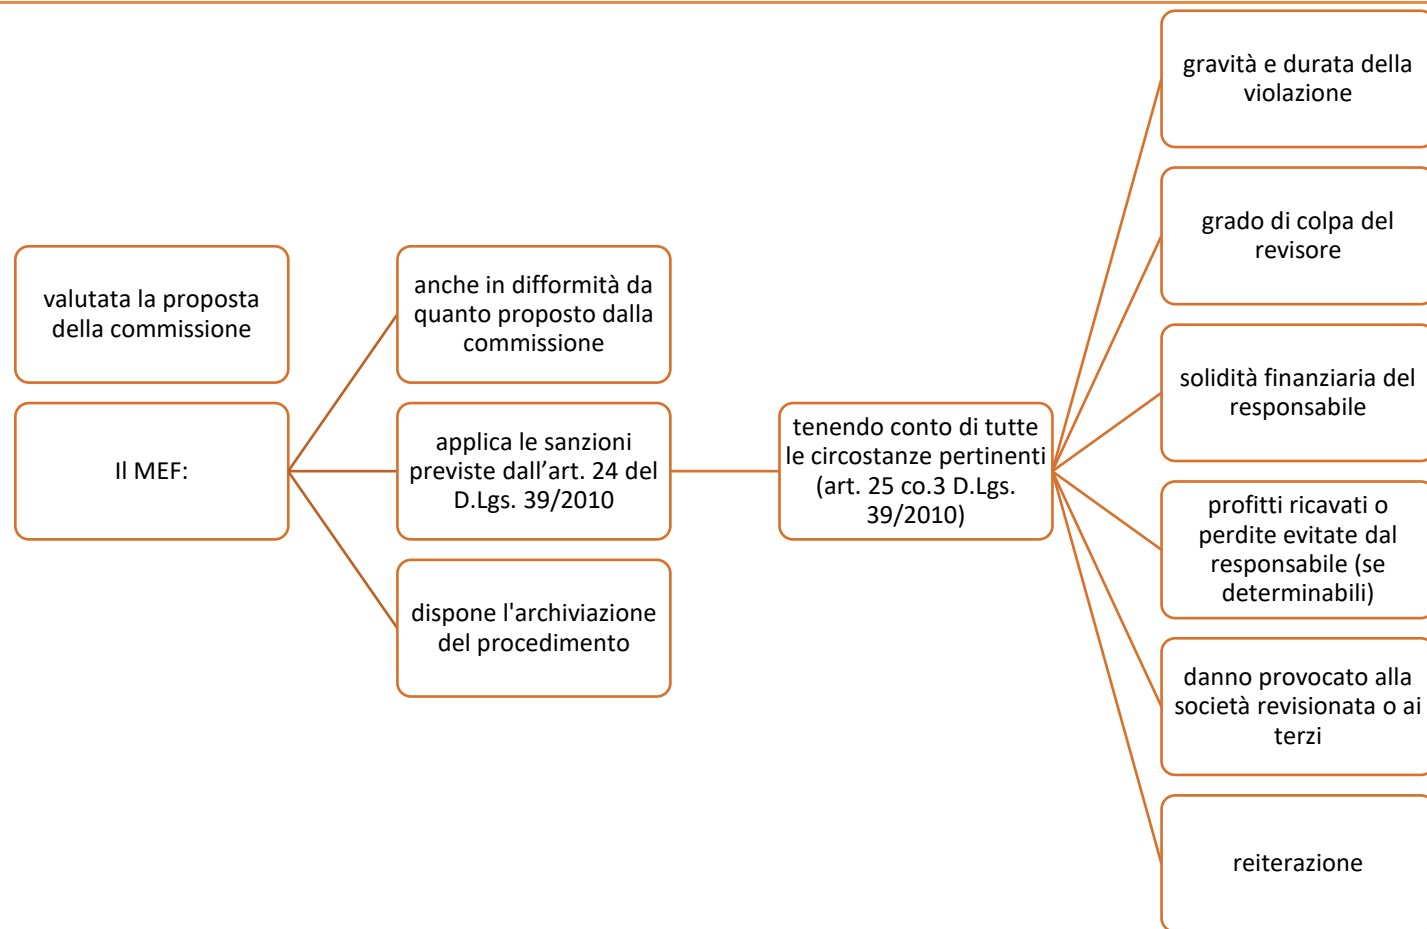 valutata la proposta
della commissione
Il MEF:
anche in difformità da
quanto proposto dalla
commissione
applica le sanzioni
previste dall’art. 24 del
D.Lgs. 39/2010
dispone l'archiviazione
del procedimento
tenendo conto di tutte
le circostanze pertinenti
(art. 25 co.3 D.Lgs.
39/2010)
gravità e durata della
violazione
grado di colpa del
revisore
solidità finanziaria del
responsabile
profitti ricavati o
perdite evitate dal
responsabile (se
determinabili)
danno provocato alla
società revisionata o ai
terzi
reiterazione